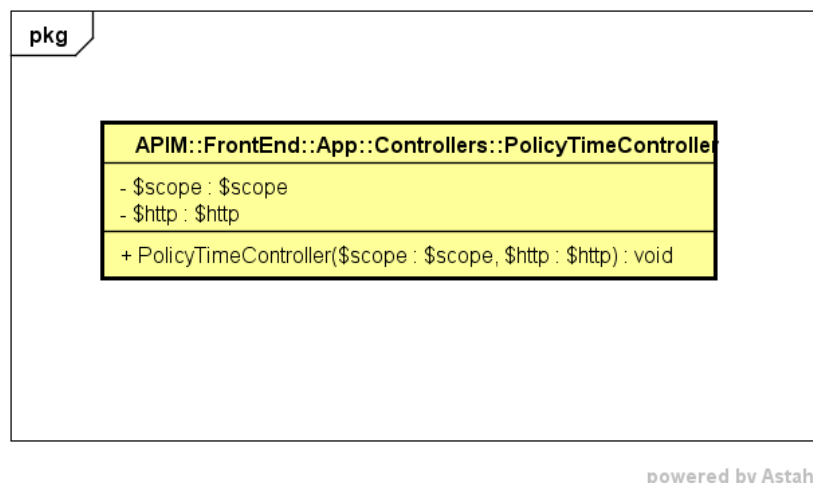 pkg
APIM::FrontEnd::App::Controllers::PolicyTimeController
- $scope : $scope
- $http : $http
+ PolicyTimeController($scope : $scope, $http : $http) : void
powered by Astah